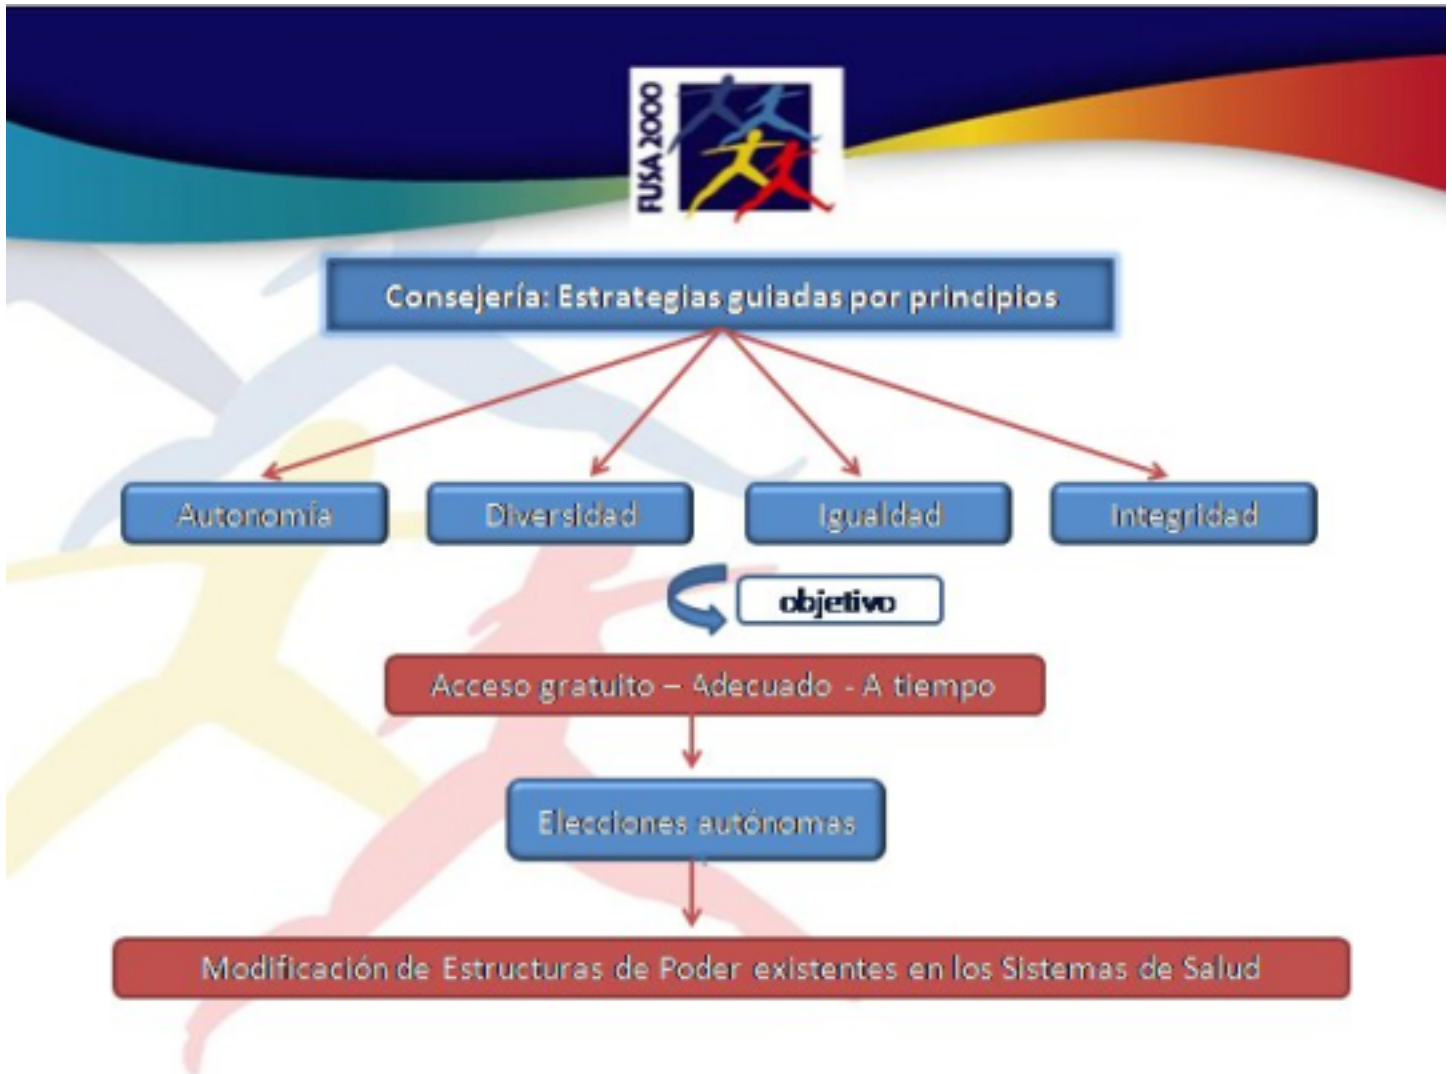 FUSA 2000
Consejería: Estrategias guiadas por principios
Autonomía
Diversidad
Igualdad
Integridad
objetivo
Acceso gratuito – Adecuado - A tiempo
Elecciones autónomas
Modificación de Estructuras de Poder existentes en los Sistemas de Salud